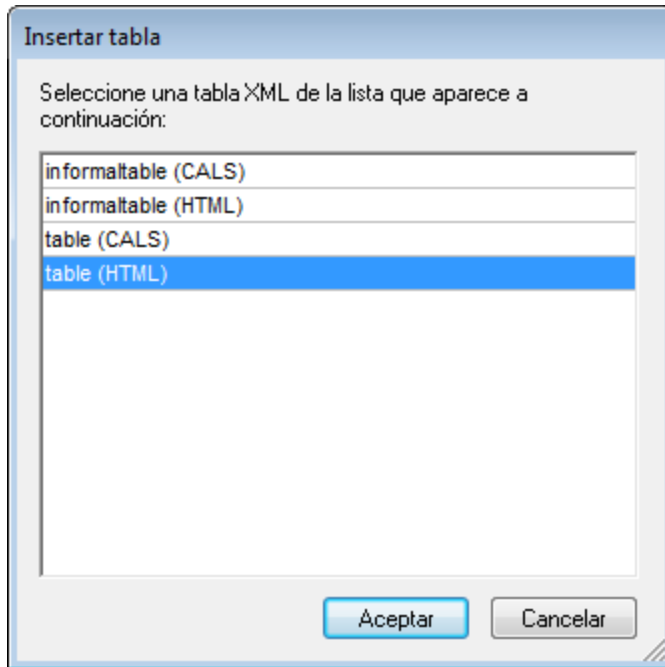 Insertar tabla
Seleccione una tabla XML de la lista que aparece a
continuación:
informaltable (CALS)
informaltable (HTML)
table (CALS)
table (HTML)
Aceptar
Cancelar